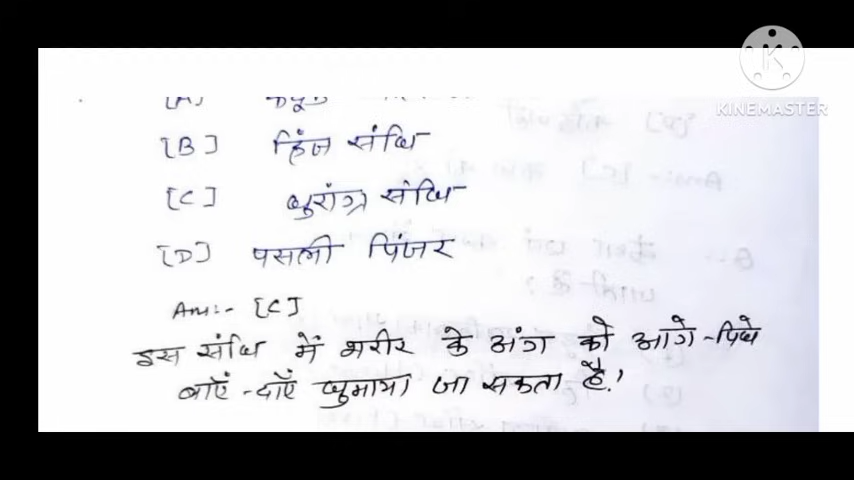 K
KINEMASTER
[A]
[B] हिंज संधि
[C] धुरांग्र संधि
[D] पसली पिंजर
Ans:- [C]
इस संधि में शरीर के अंग को आगे-पिछे
बाएँ-दाएँ घुमाया जा सकता है।